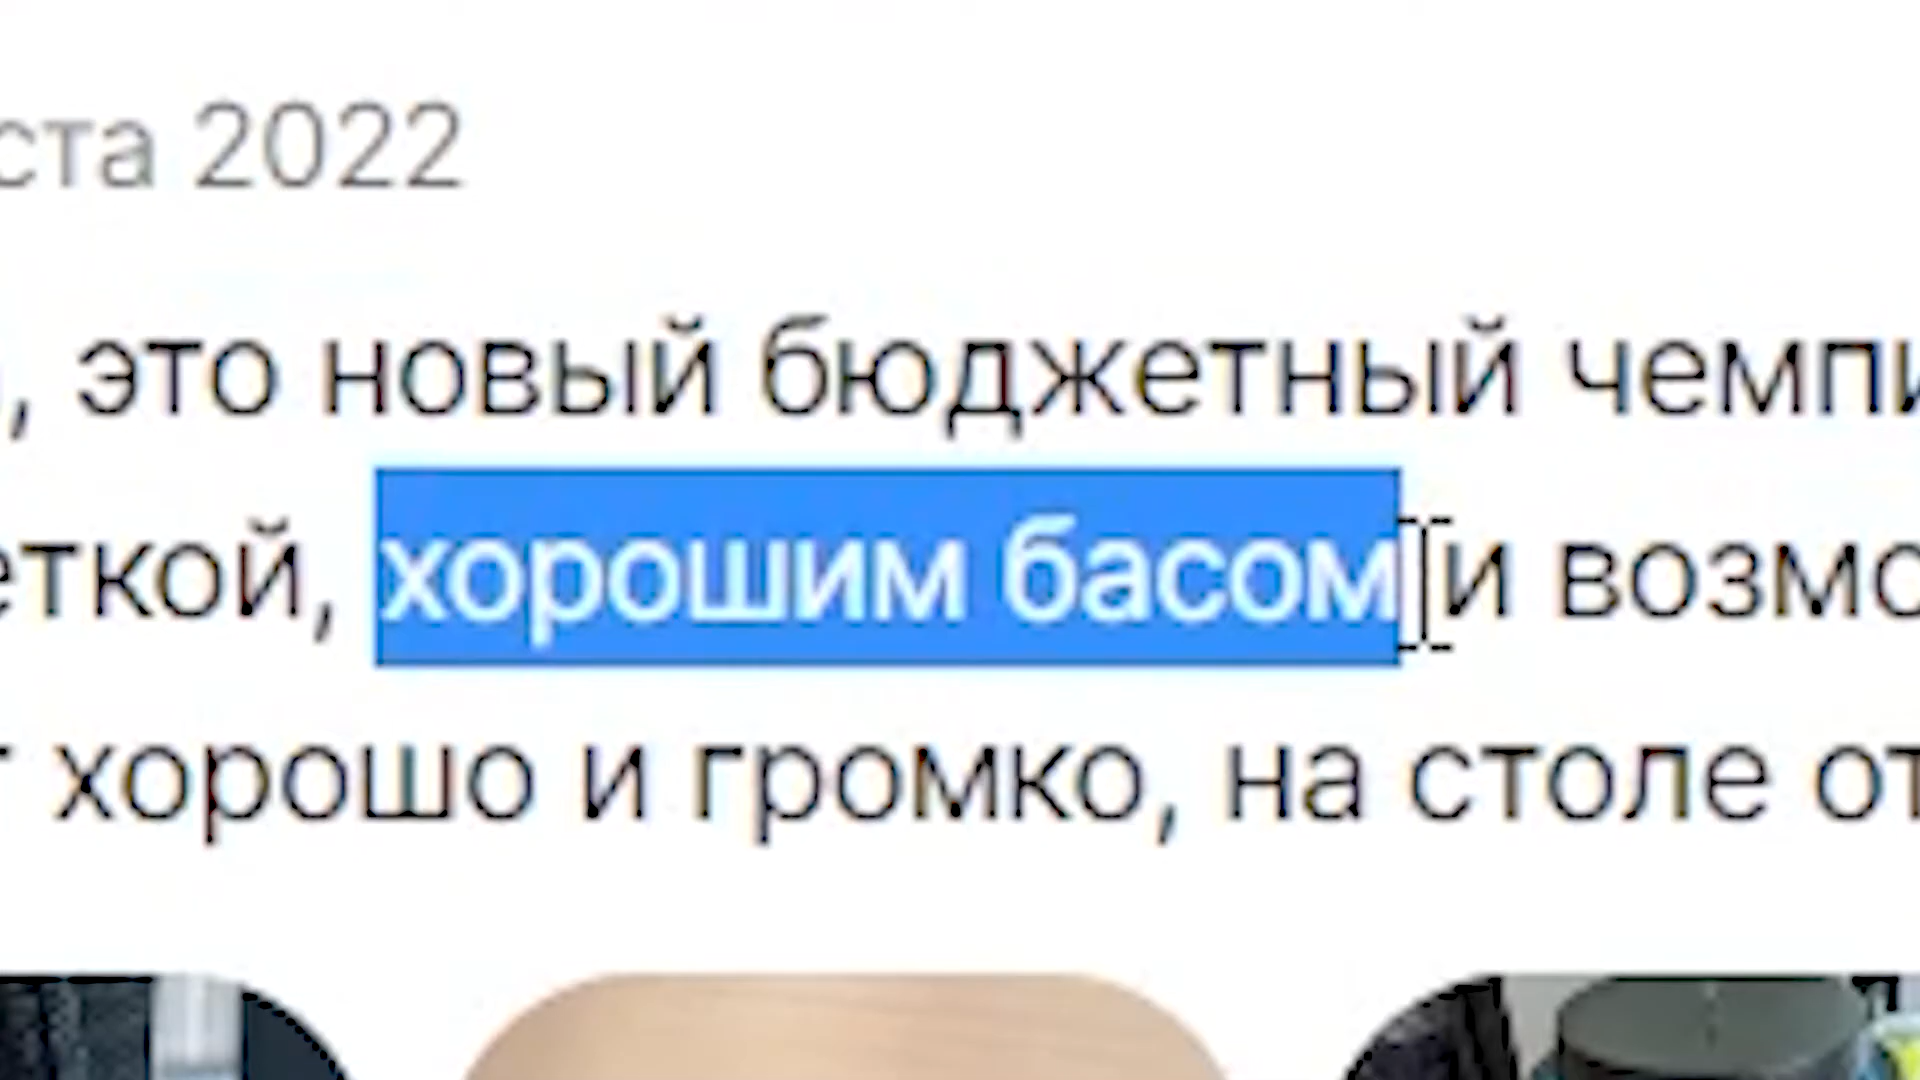 ста 2022
, это новый бюджетный чемпи
еткой, хорошим басом и возмо
т хорошо и громко, на столе от